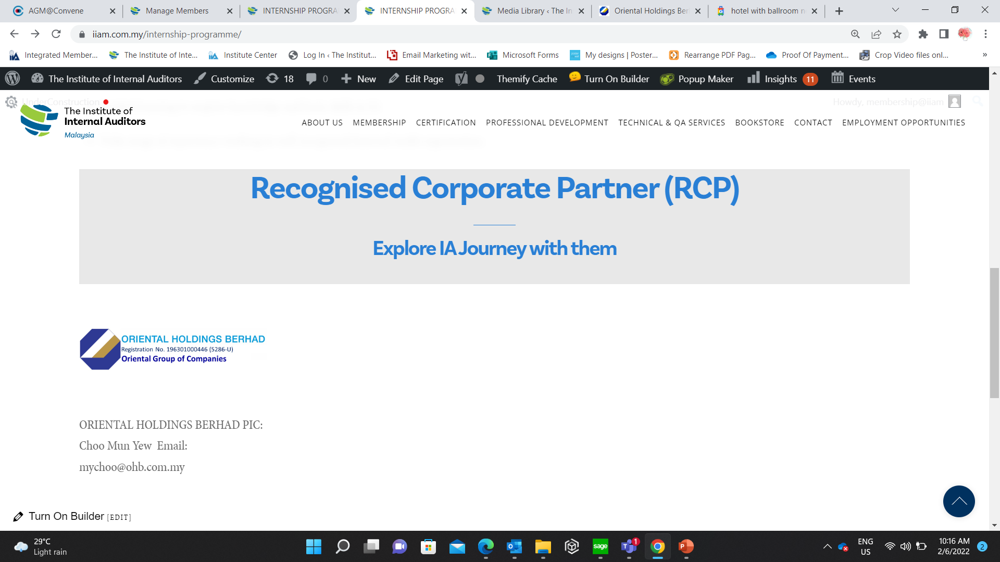 AGM@Convene
Manage Members
INTERNSHIP PROGRA
INTERNSHIP PROGRA
Media Library ‹ The In
Oriental Holdings Ber
hotel with ballroom n
iiam.com.my/internship-programme/
Integrated Member...
The Institute of Inte...
Institute Center
Log In ‹ The Institut...
Email Marketing wit...
Microsoft Forms
My designs | Poster...
Rearrange PDF Pag...
Proof Of Payment...
Crop Video files onl...
»
The Institute of Internal Auditors
Customize
18
0
New
Edit Page
Themify Cache
Turn On Builder
Popup Maker
Insights 11
Events
UnderConstruction
Howdy, membership@iiam
The Institute of
Internal Auditors
Malaysia
ABOUT US
MEMBERSHIP
CERTIFICATION
PROFESSIONAL DEVELOPMENT
TECHNICAL & QA SERVICES
BOOKSTORE
CONTACT
EMPLOYMENT OPPORTUNITIES
Recognised Corporate Partner (RCP)
Explore IA Journey with them
ORIENTAL HOLDINGS BERHAD
Registration No. 196301000446 (5286-U)
Oriental Group of Companies
ORIENTAL HOLDINGS BERHAD PIC:
Choo Mun Yew Email:
mychoo@ohb.com.my
Turn On Builder [EDIT]
29°C
Light rain
sage
1
ENG
US
10:16 AM
2/6/2022
2